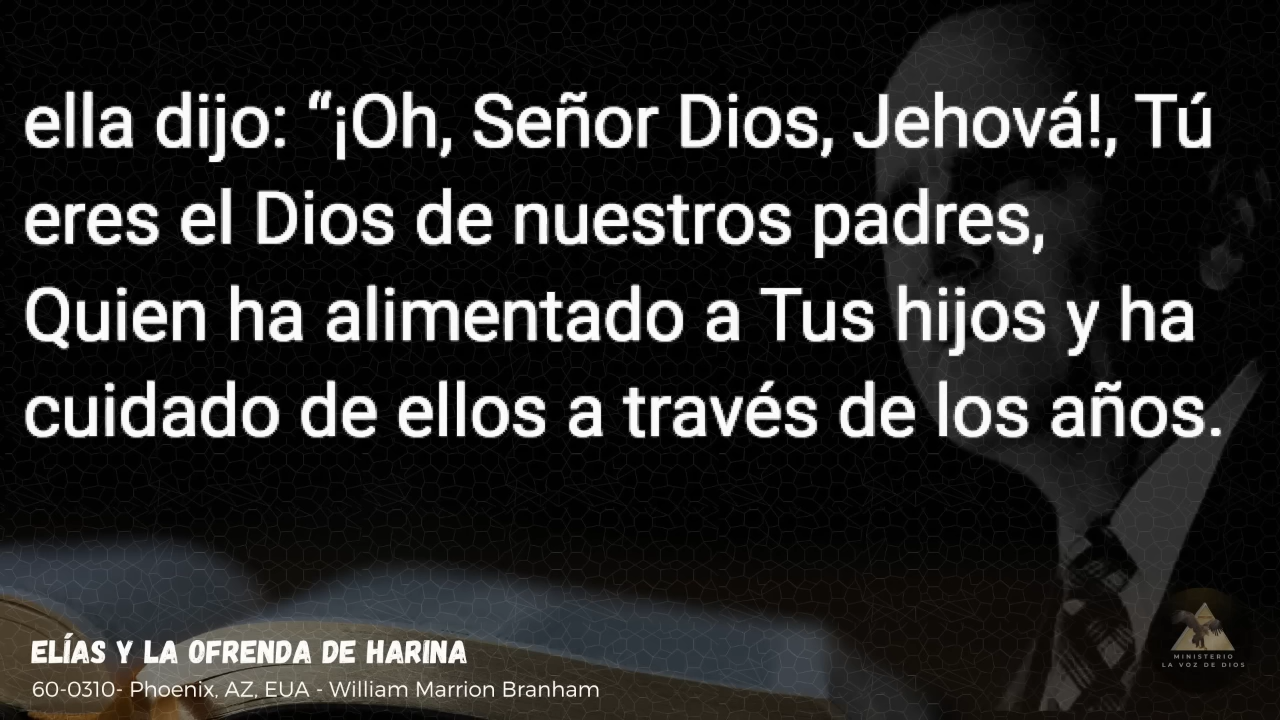 ella dijo: “¡Oh, Señor Dios, Jehová!, Tú
eres el Dios de nuestros padres,
Quien ha alimentado a Tus hijos y ha
cuidado de ellos a través de los años.
ELÍAS Y LA OFRENDA DE HARINA
60-0310- Phoenix, AZ, EUA - William Marrion Branham
MINISTERIO
LA VOZ DE DIOS